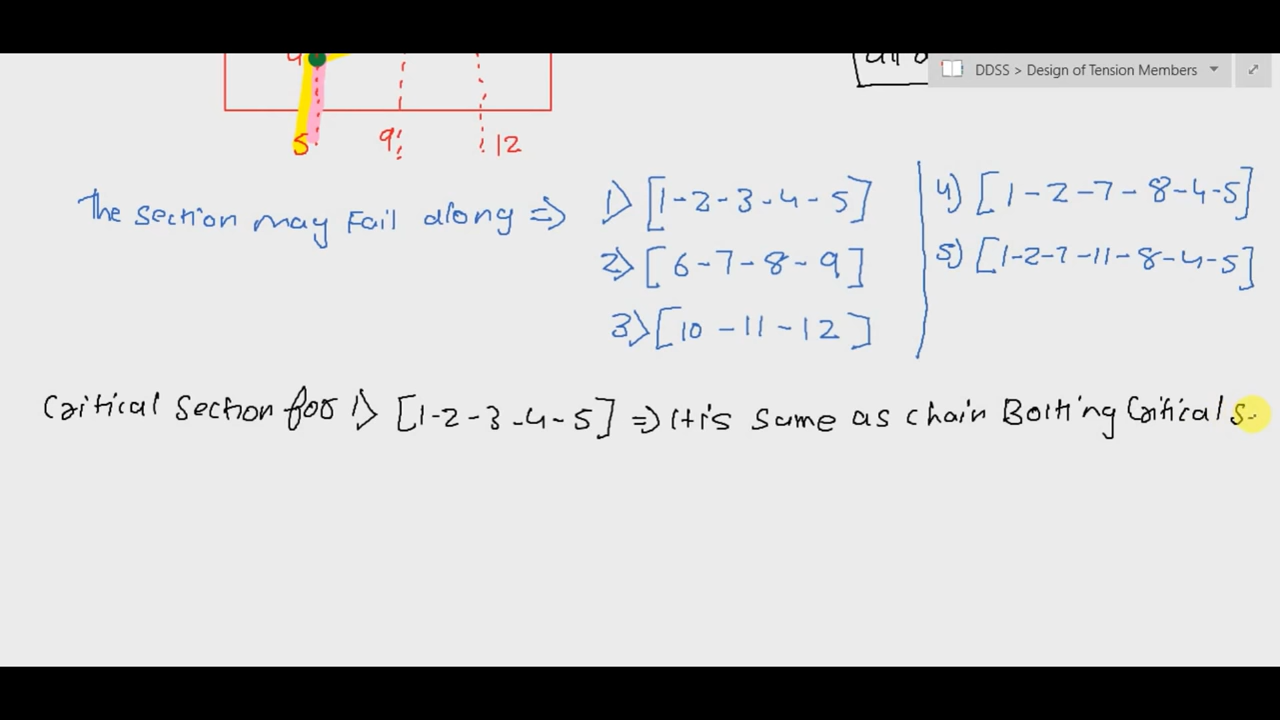 4
DDSS > Design of Tension Members
5 9 12
The section may Fail along ⇒ 1) [1-2-3-4-5]
2) [6-7-8-9]
3) [10-11-12]
4) [1-2-7-8-4-5]
5) [1-2-7-11-8-4-5]
Critical Section for 1) [1-2-3-4-5] ⇒ It is same as chain Bolting Critical S-